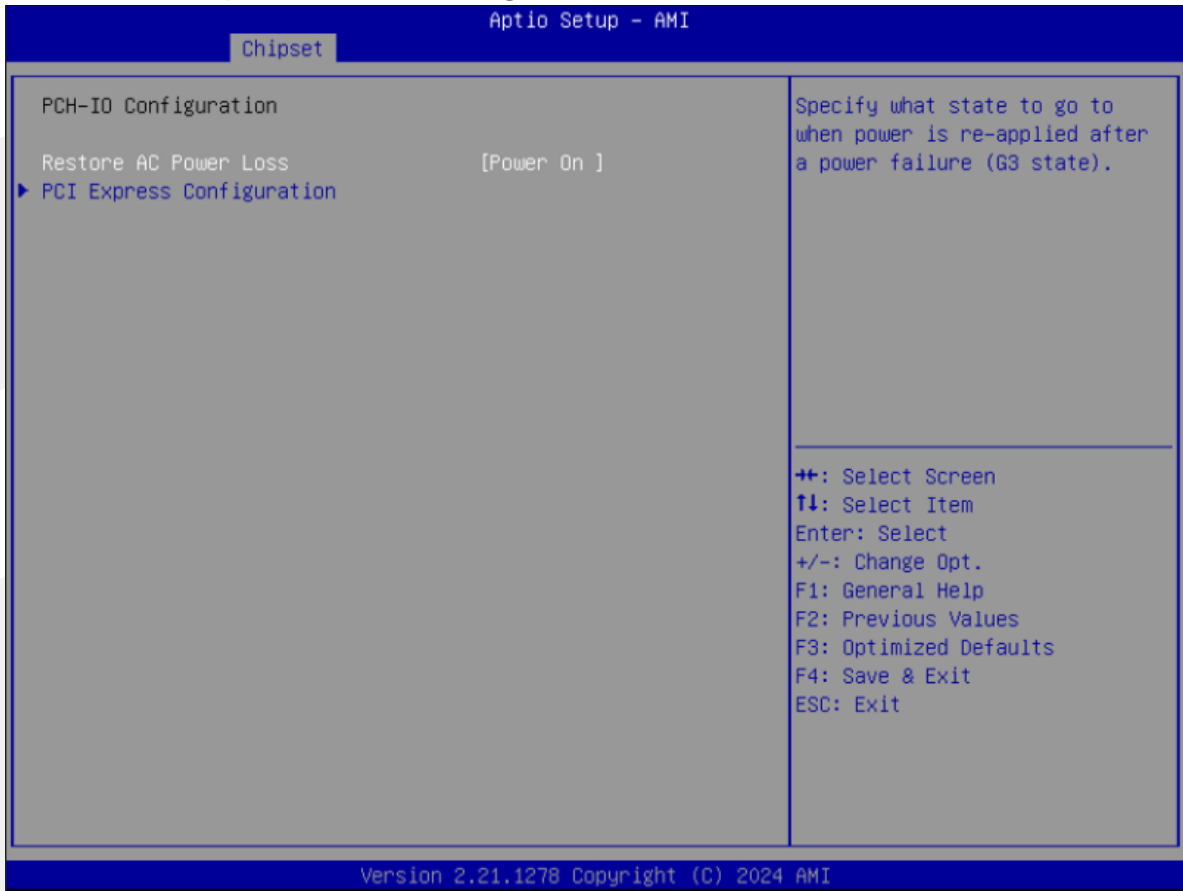 Aptio Setup – AMI
Chipset
PCH-IO Configuration
Restore AC Power Loss [Power On ]
▶ PCI Express Configuration
Specify what state to go to
when power is re-applied after
a power failure (G3 state).
→←: Select Screen
↑↓: Select Item
Enter: Select
+/-: Change Opt.
F1: General Help
F2: Previous Values
F3: Optimized Defaults
F4: Save & Exit
ESC: Exit
Version 2.21.1278 Copyright (C) 2024 AMI